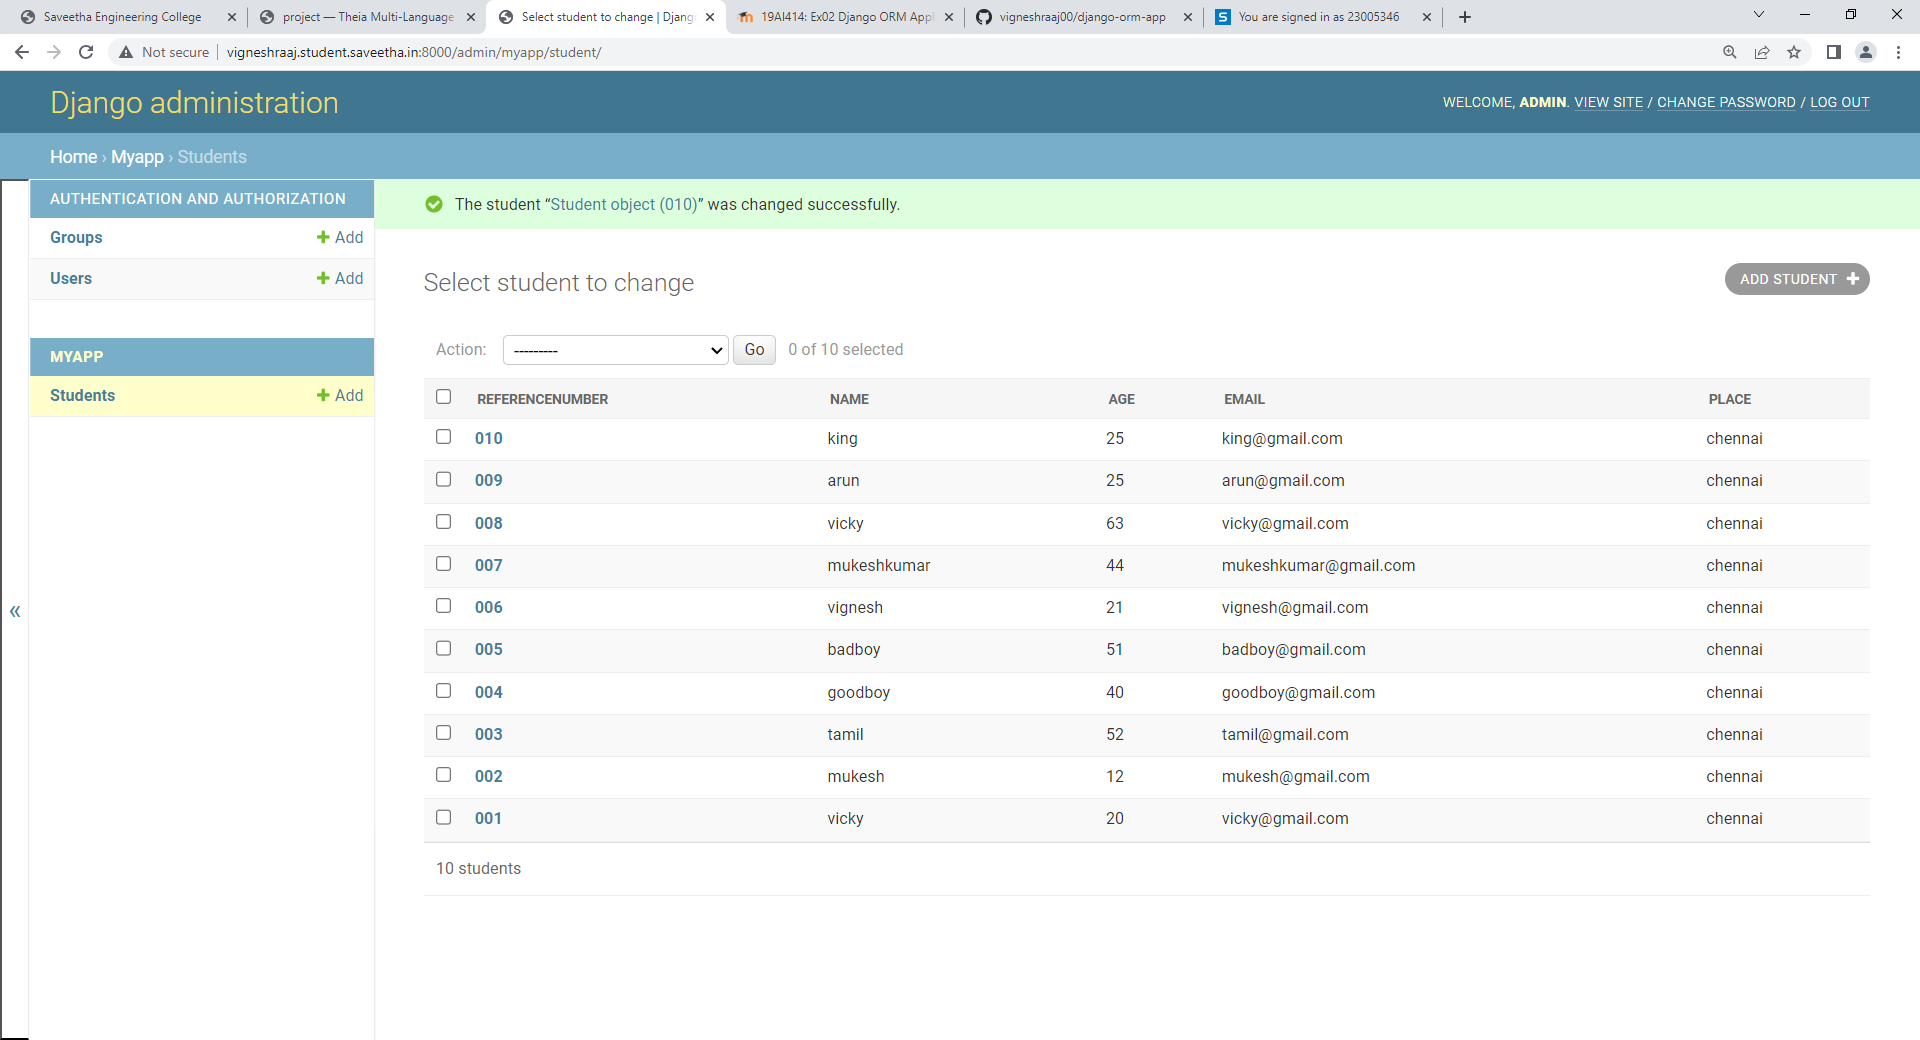 Saveetha Engineering College
project — Theia Multi-Language
Select student to change | Djang
19AI414: Ex02 Django ORM Appl
vigneshraaj00/django-orm-app
You are signed in as 23005346
Not secure
vigneshraaj.student.saveetha.in:8000/admin/myapp/student/
Django administration
WELCOME, ADMIN. VIEW SITE / CHANGE PASSWORD / LOG OUT
Home › Myapp › Students
AUTHENTICATION AND AUTHORIZATION
Groups + Add
Users + Add
MYAPP
Students + Add
«
The student “Student object (010)” was changed successfully.
Select student to change
ADD STUDENT +
Action: --------- Go 0 of 10 selected
REFERENCENUMBER NAME AGE EMAIL PLACE
010 king 25 king@gmail.com chennai
009 arun 25 arun@gmail.com chennai
008 vicky 63 vicky@gmail.com chennai
007 mukeshkumar 44 mukeshkumar@gmail.com chennai
006 vignesh 21 vignesh@gmail.com chennai
005 badboy 51 badboy@gmail.com chennai
004 goodboy 40 goodboy@gmail.com chennai
003 tamil 52 tamil@gmail.com chennai
002 mukesh 12 mukesh@gmail.com chennai
001 vicky 20 vicky@gmail.com chennai
10 students